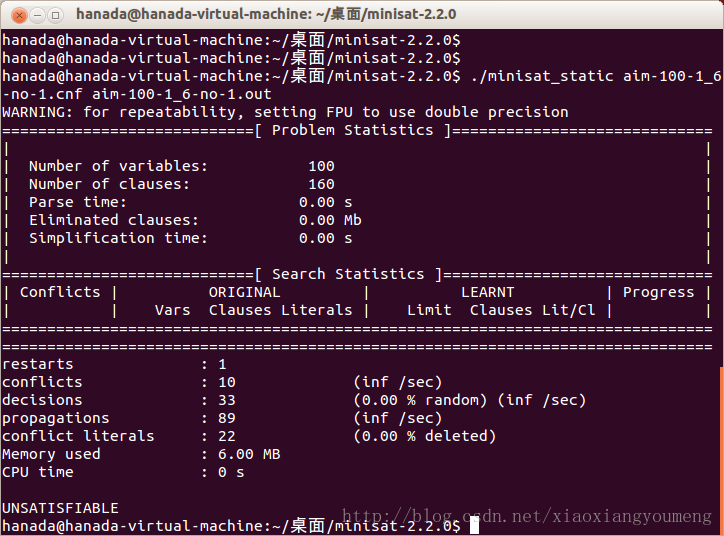 hanada@hanada-virtual-machine: ~/桌面/minisat-2.2.0
hanada@hanada-virtual-machine:~/桌面/minisat-2.2.0$
hanada@hanada-virtual-machine:~/桌面/minisat-2.2.0$
hanada@hanada-virtual-machine:~/桌面/minisat-2.2.0$ ./minisat_static aim-100-1_6
-no-1.cnf aim-100-1_6-no-1.out
WARNING: for repeatability, setting FPU to use double precision
============================[ Problem Statistics ]=============================
|                                                                             |
|  Number of variables:           100                                         |
|  Number of clauses:             160                                         |
|  Parse time:                   0.00 s                                       |
|  Eliminated clauses:           0.00 Mb                                      |
|  Simplification time:          0.00 s                                       |
|                                                                             |
============================[ Search Statistics ]==============================
| Conflicts |          ORIGINAL         |          LEARNT          | Progress |
|           |    Vars  Clauses Literals |    Limit  Clauses Lit/Cl |          |
===============================================================================
===============================================================================
restarts              : 1
conflicts             : 10             (inf /sec)
decisions             : 33             (0.00 % random) (inf /sec)
propagations          : 89             (inf /sec)
conflict literals     : 22             (0.00 % deleted)
Memory used           : 6.00 MB
CPU time              : 0 s
UNSATISFIABLE
hanada@hanada-virtual-machine:~/桌面/minisat-2.2.0$
http://blog.csdn.net/xiaoxiangyoumeng